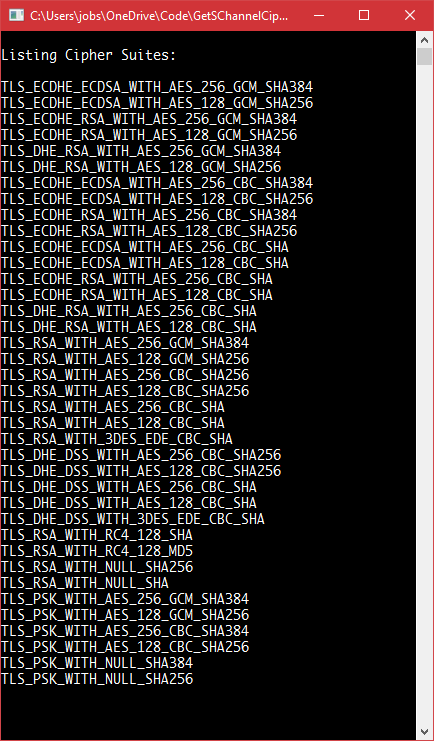 C:\Users\jobs\OneDrive\Code\GetSChannelCip...
Listing Cipher Suites:
TLS_ECDHE_ECDSA_WITH_AES_256_GCM_SHA384
TLS_ECDHE_ECDSA_WITH_AES_128_GCM_SHA256
TLS_ECDHE_RSA_WITH_AES_256_GCM_SHA384
TLS_ECDHE_RSA_WITH_AES_128_GCM_SHA256
TLS_DHE_RSA_WITH_AES_256_GCM_SHA384
TLS_DHE_RSA_WITH_AES_128_GCM_SHA256
TLS_ECDHE_ECDSA_WITH_AES_256_CBC_SHA384
TLS_ECDHE_ECDSA_WITH_AES_128_CBC_SHA256
TLS_ECDHE_RSA_WITH_AES_256_CBC_SHA384
TLS_ECDHE_RSA_WITH_AES_128_CBC_SHA256
TLS_ECDHE_ECDSA_WITH_AES_256_CBC_SHA
TLS_ECDHE_ECDSA_WITH_AES_128_CBC_SHA
TLS_ECDHE_RSA_WITH_AES_256_CBC_SHA
TLS_ECDHE_RSA_WITH_AES_128_CBC_SHA
TLS_DHE_RSA_WITH_AES_256_CBC_SHA
TLS_DHE_RSA_WITH_AES_128_CBC_SHA
TLS_RSA_WITH_AES_256_GCM_SHA384
TLS_RSA_WITH_AES_128_GCM_SHA256
TLS_RSA_WITH_AES_256_CBC_SHA256
TLS_RSA_WITH_AES_128_CBC_SHA256
TLS_RSA_WITH_AES_256_CBC_SHA
TLS_RSA_WITH_AES_128_CBC_SHA
TLS_RSA_WITH_3DES_EDE_CBC_SHA
TLS_DHE_DSS_WITH_AES_256_CBC_SHA256
TLS_DHE_DSS_WITH_AES_128_CBC_SHA256
TLS_DHE_DSS_WITH_AES_256_CBC_SHA
TLS_DHE_DSS_WITH_AES_128_CBC_SHA
TLS_DHE_DSS_WITH_3DES_EDE_CBC_SHA
TLS_RSA_WITH_RC4_128_SHA
TLS_RSA_WITH_RC4_128_MD5
TLS_RSA_WITH_NULL_SHA256
TLS_RSA_WITH_NULL_SHA
TLS_PSK_WITH_AES_256_GCM_SHA384
TLS_PSK_WITH_AES_128_GCM_SHA256
TLS_PSK_WITH_AES_256_CBC_SHA384
TLS_PSK_WITH_AES_128_CBC_SHA256
TLS_PSK_WITH_NULL_SHA384
TLS_PSK_WITH_NULL_SHA256